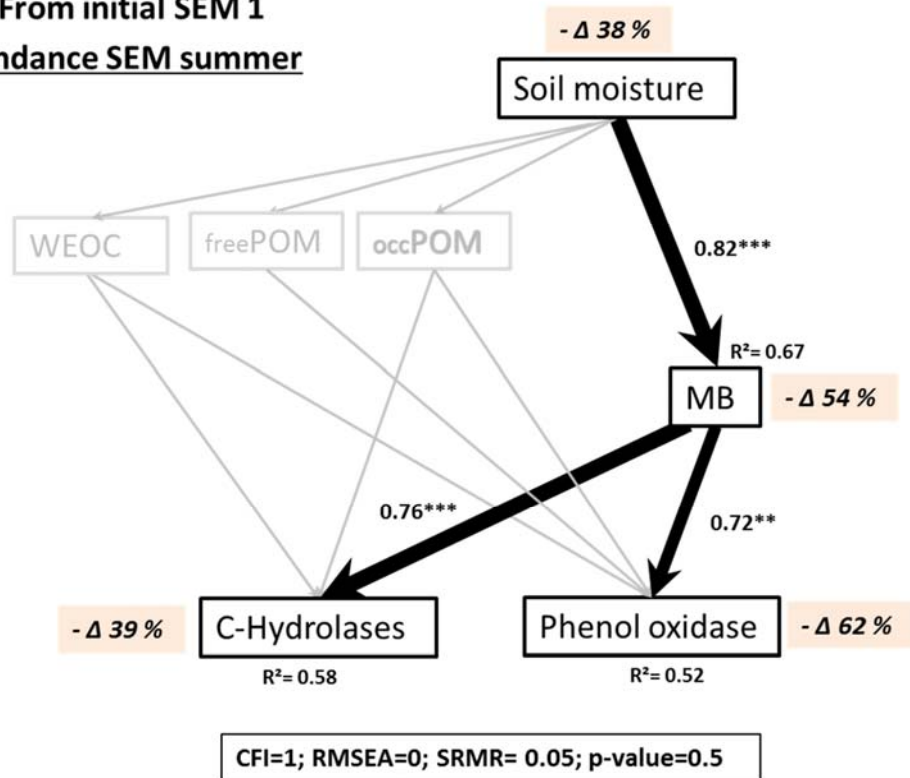 From initial SEM 1
ndance SEM summer
- Δ 38 %
Soil moisture
WEOC
freePOM
occPOM
0.82***
R²= 0.67
MB
- Δ 54 %
0.76***
0.72**
- Δ 39 %
C-Hydrolases
Phenol oxidase
- Δ 62 %
R²= 0.58
R²= 0.52
CFI=1; RMSEA=0; SRMR= 0.05; p-value=0.5